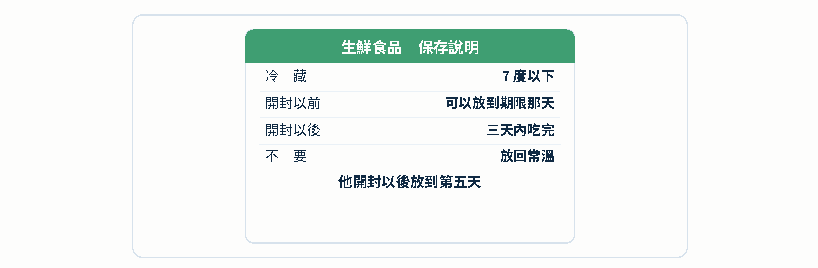 生鮮食品　保存說明
冷　藏　7 度以下
開封以前　可以放到期限那天
開封以後　三天內吃完
不　要　放回常溫
他開封以後放到第五天